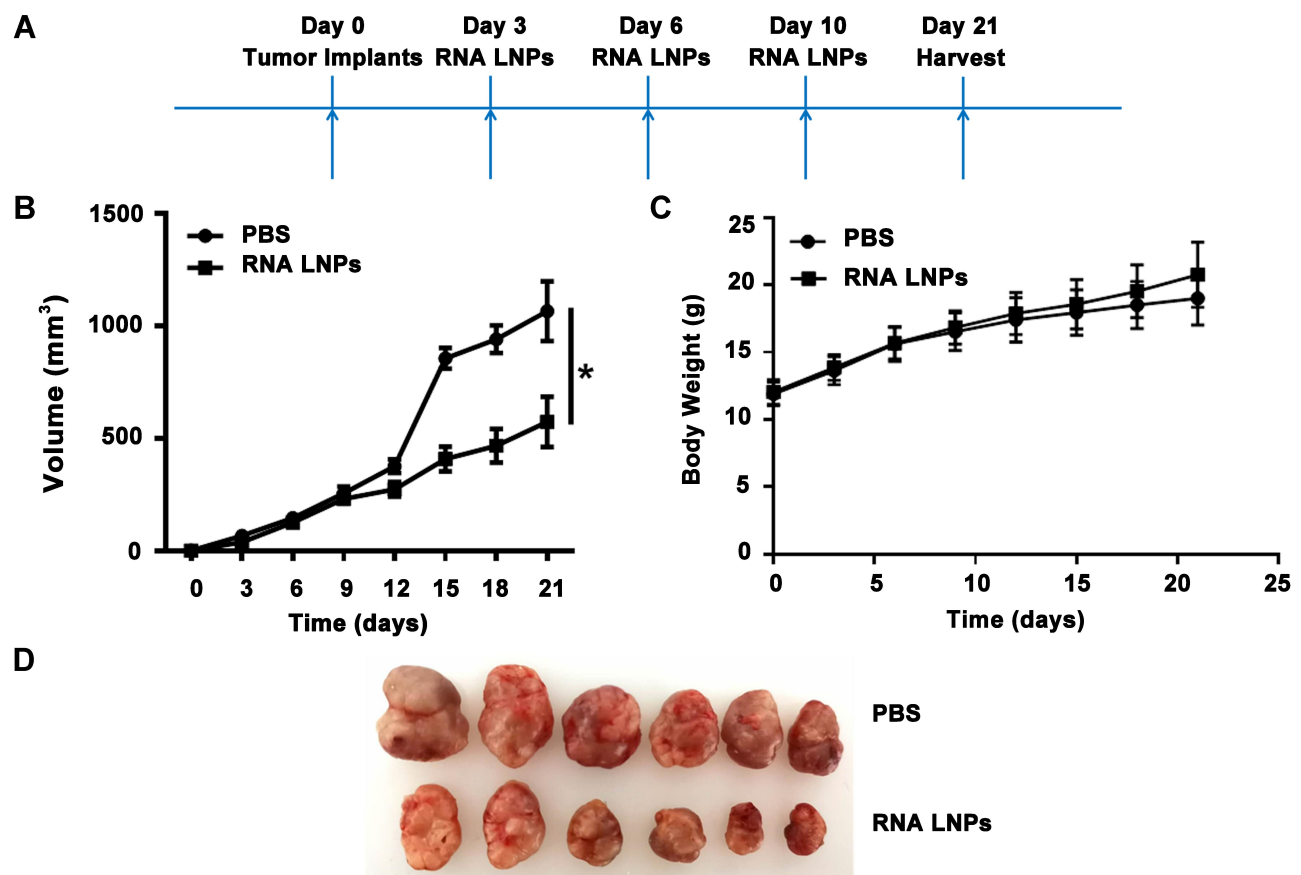 A
Day 0 Day 3 Day 6 Day 10 Day 21
Tumor Implants RNA LNPs RNA LNPs RNA LNPs Harvest
B
1500
1000
500
0
Volume (mm³)
PBS
RNA LNPs
*
0 3 6 9 12 15 18 21
Time (days)
C
25
20
15
10
5
0
Body Weight (g)
PBS
RNA LNPs
0 5 10 15 20 25
Time (days)
D
PBS
RNA LNPs